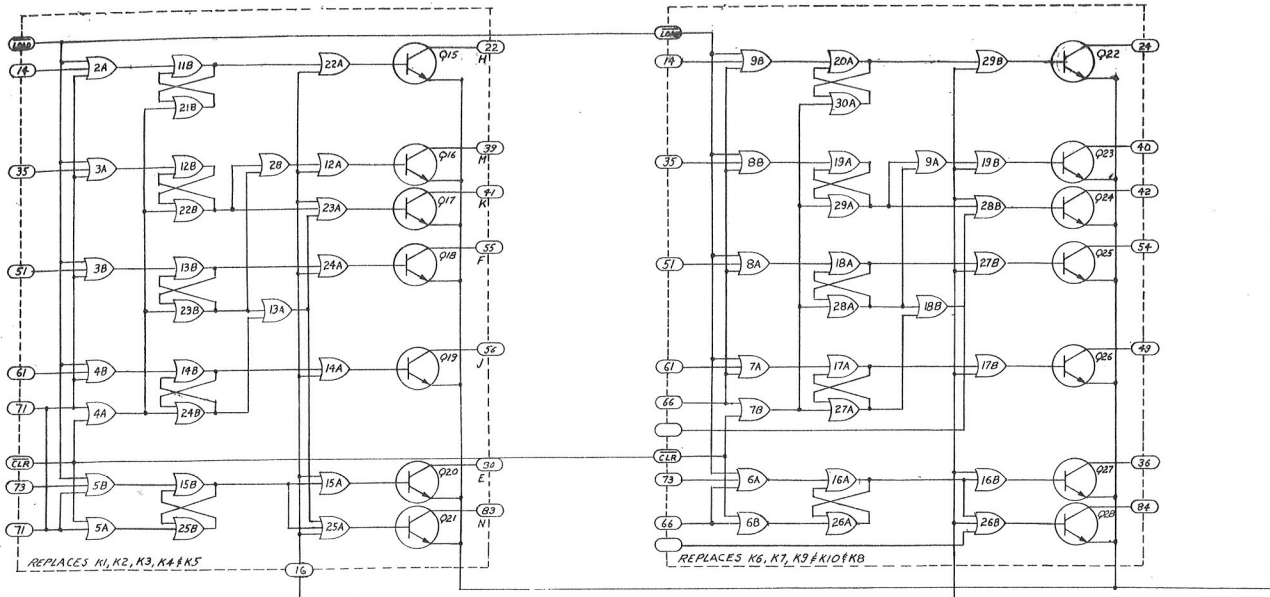 LOAD
14
2A
11B
21B
22A
Q15
22
H
35
3A
12B
22B
2B
12A
Q16
39
M
23A
Q17
41
K
51
3B
13B
23B
13A
24A
Q18
55
F
61
4B
14B
24B
14A
Q19
56
J
71
4A
CLR
73
5B
15B
15A
Q20
30
E
71
5A
25B
25A
Q21
83
N
REPLACES K1, K2, K3, K4 & K5
16
LOAD
14
9B
20A
30A
29B
Q22
24
35
8B
19A
29A
9A
19B
Q23
40
28B
Q24
42
51
8A
18A
28A
18B
27B
Q25
54
61
7A
17A
27A
17B
Q26
49
66
7B
CLR
73
6A
16A
16B
Q27
36
66
6B
26A
26B
Q28
84
REPLACES K6, K7, K9 & K10 & K8